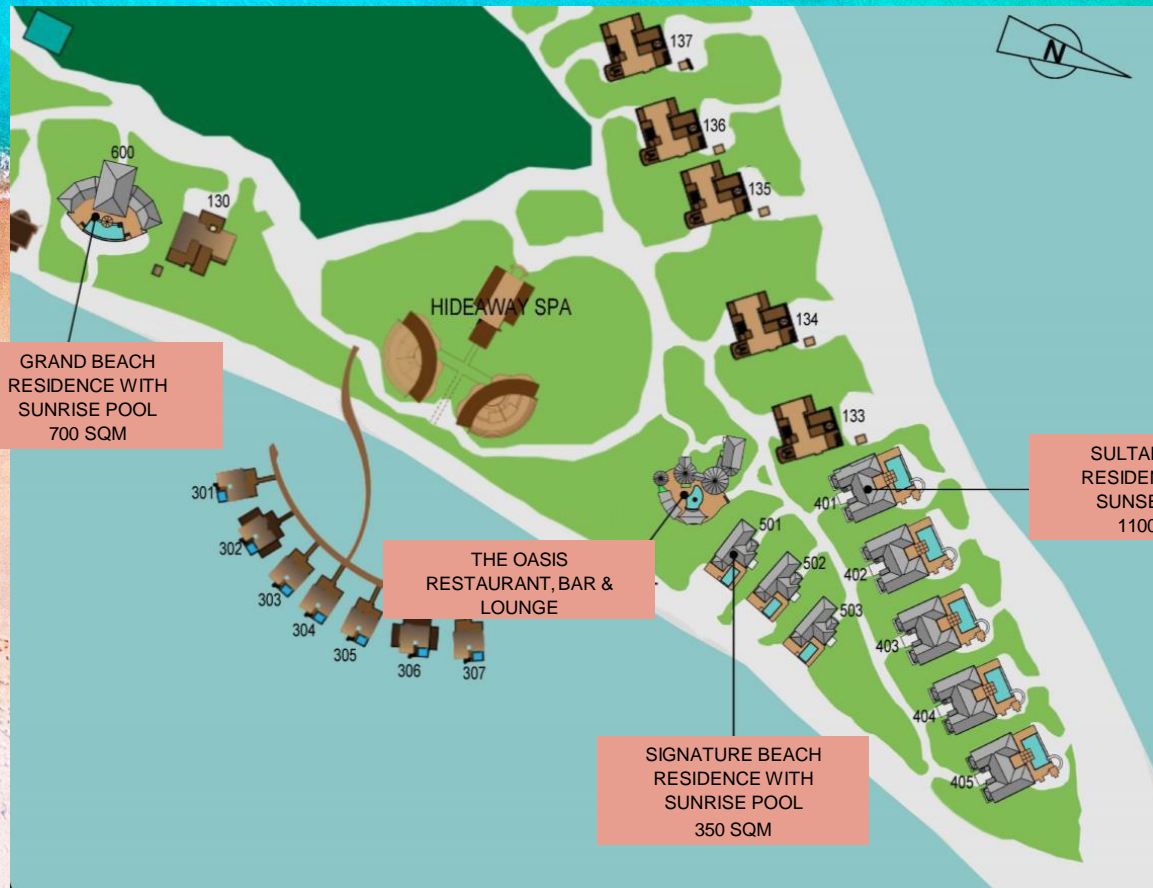 N
137
136
600
135
130
HIDEAWAY SPA
134
GRAND BEACH
RESIDENCE WITH
SUNRISE POOL
700 SQM
133
301
401
302
501
502
402
303
THE OASIS
RESTAURANT, BAR &
LOUNGE
503
304
305
306
307
403
404
405
SIGNATURE BEACH
RESIDENCE WITH
SUNRISE POOL
350 SQM